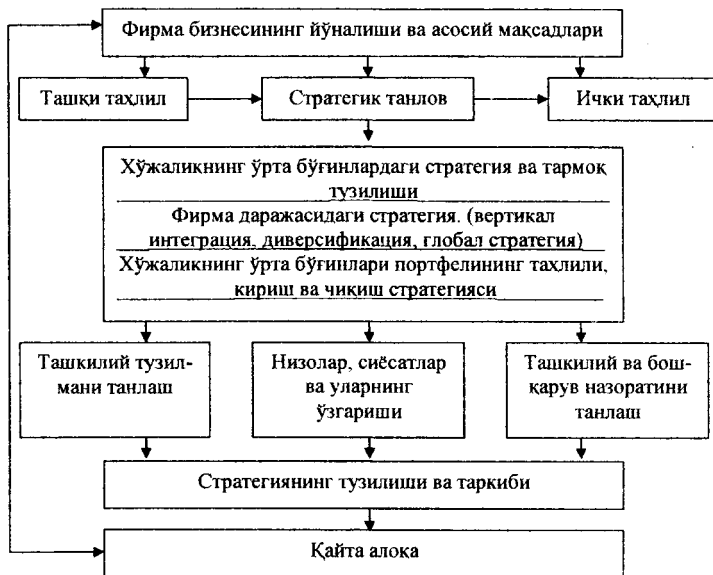 Фирма бизнесининг йўналиши ва асосий мақсадлари
Ташқи таҳлил
Стратегик танлов
Ички таҳлил
Хўжаликнинг ўрта бўғинлардаги стратегия ва тармоқ
тузилиши
Фирма даражасидаги стратегия. (вертикал
интеграция, диверсификация, глобал стратегия)
Хўжаликнинг ўрта бўғинлари портфелининг таҳлили,
кириш ва чиқиш стратегияси
Ташкилий тузил-
мани танлаш
Низолар, сиёсатлар
ва уларнинг
ўзгариши
Ташкилий ва бош-
қарув назоратини
танлаш
Стратегиянинг тузилиши ва таркиби
Қайта алоқа